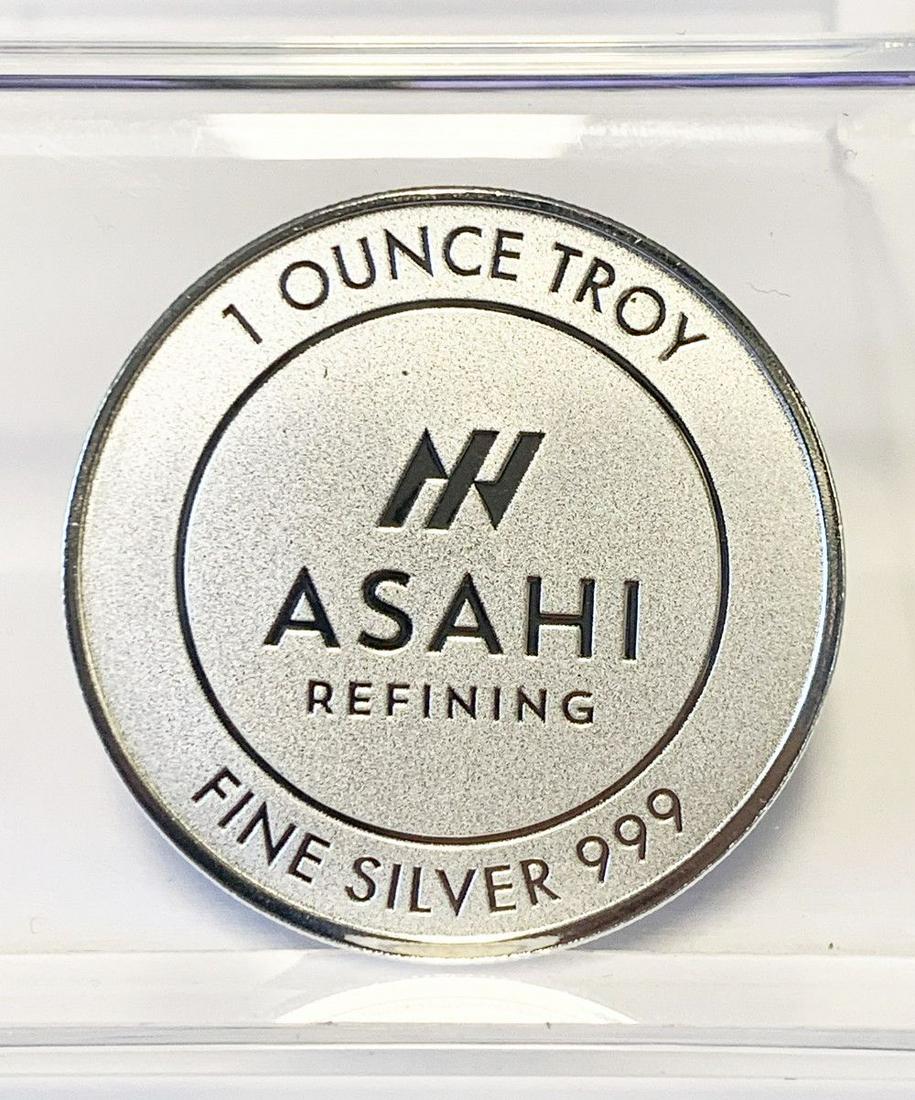 1 OUNCE TROY
ASAHI
REFINING
FINE SILVER 999